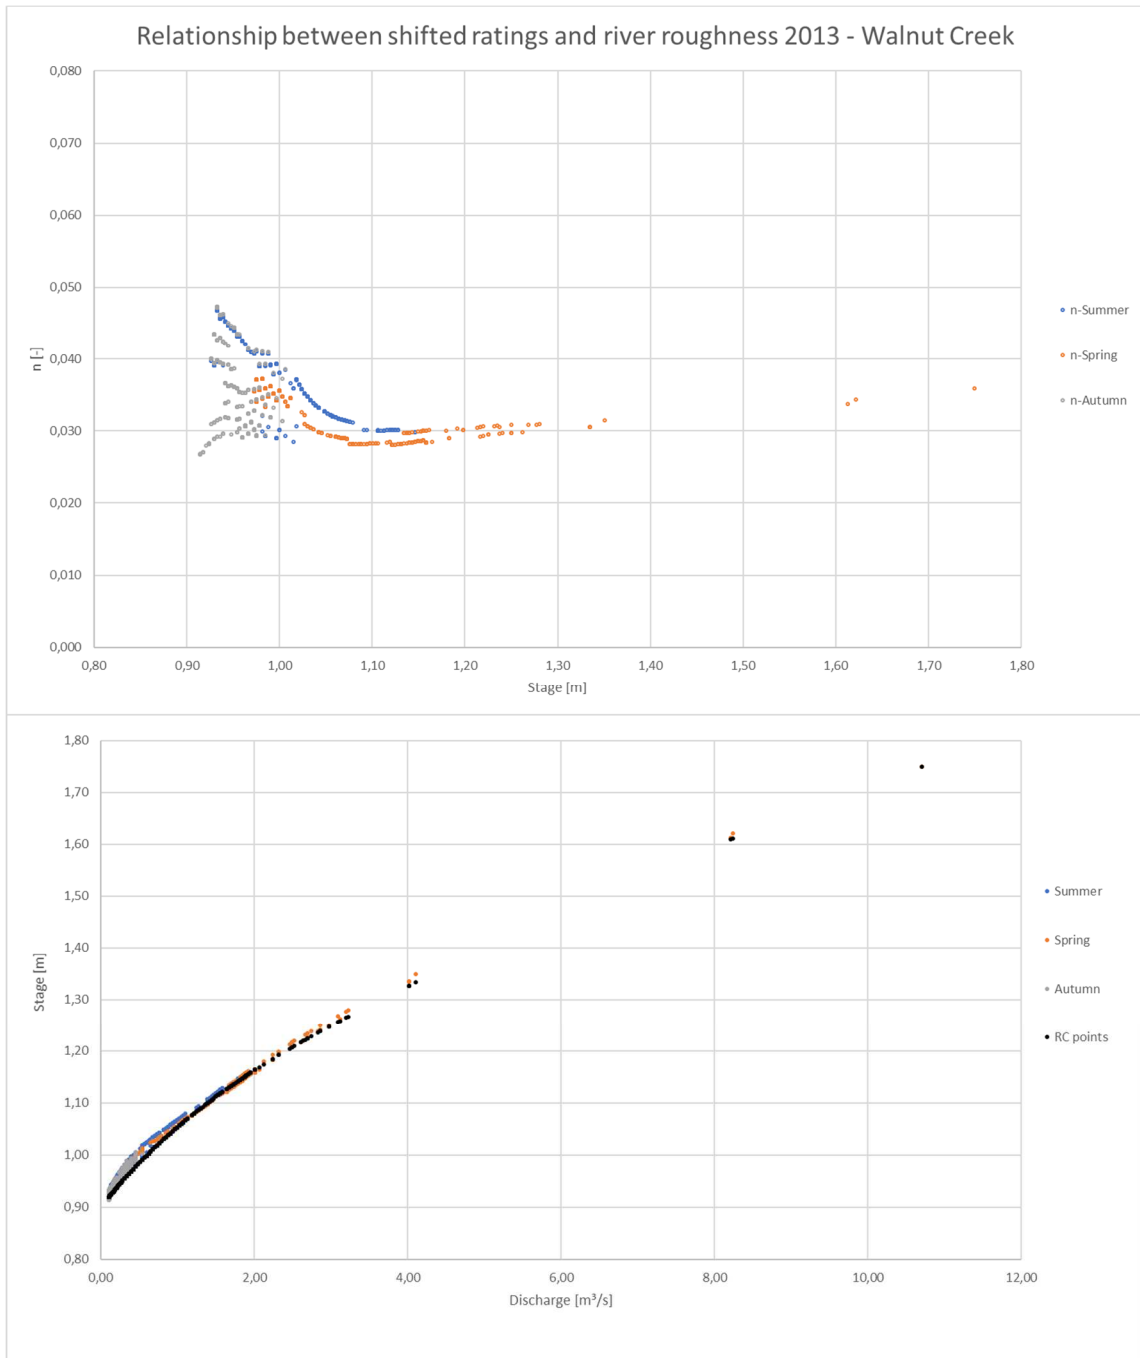 Relationship between shifted ratings and river roughness 2013 - Walnut Creek
0,080
0,070
0,060
0,050
0,040
0,030
0,020
0,010
0,000
n [-]
0,80 0,90 1,00 1,10 1,20 1,30 1,40 1,50 1,60 1,70 1,80
Stage [m]
n-Summer
n-Spring
n-Autumn
1,80
1,70
1,60
1,50
1,40
1,30
1,20
1,10
1,00
0,90
0,80
Stage [m]
0,00 2,00 4,00 6,00 8,00 10,00 12,00
Discharge [m³/s]
Summer
Spring
Autumn
RC points